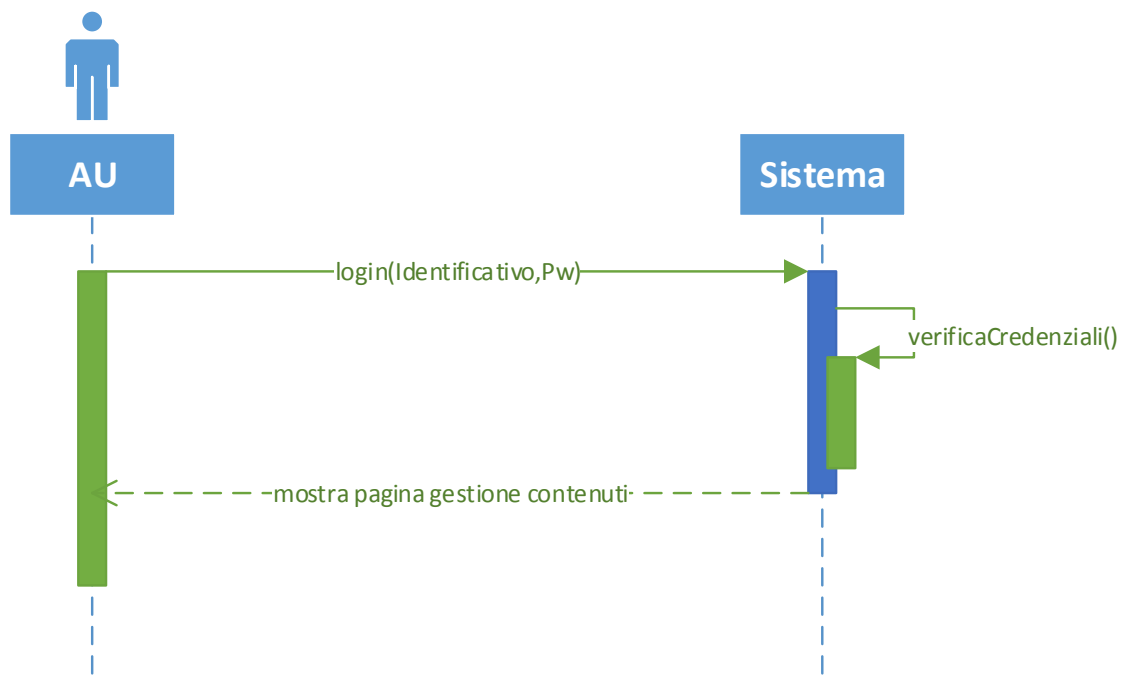 AU
Sistema
login(Identificativo,Pw)
verificaCredenziali()
mostra pagina gestione contenuti